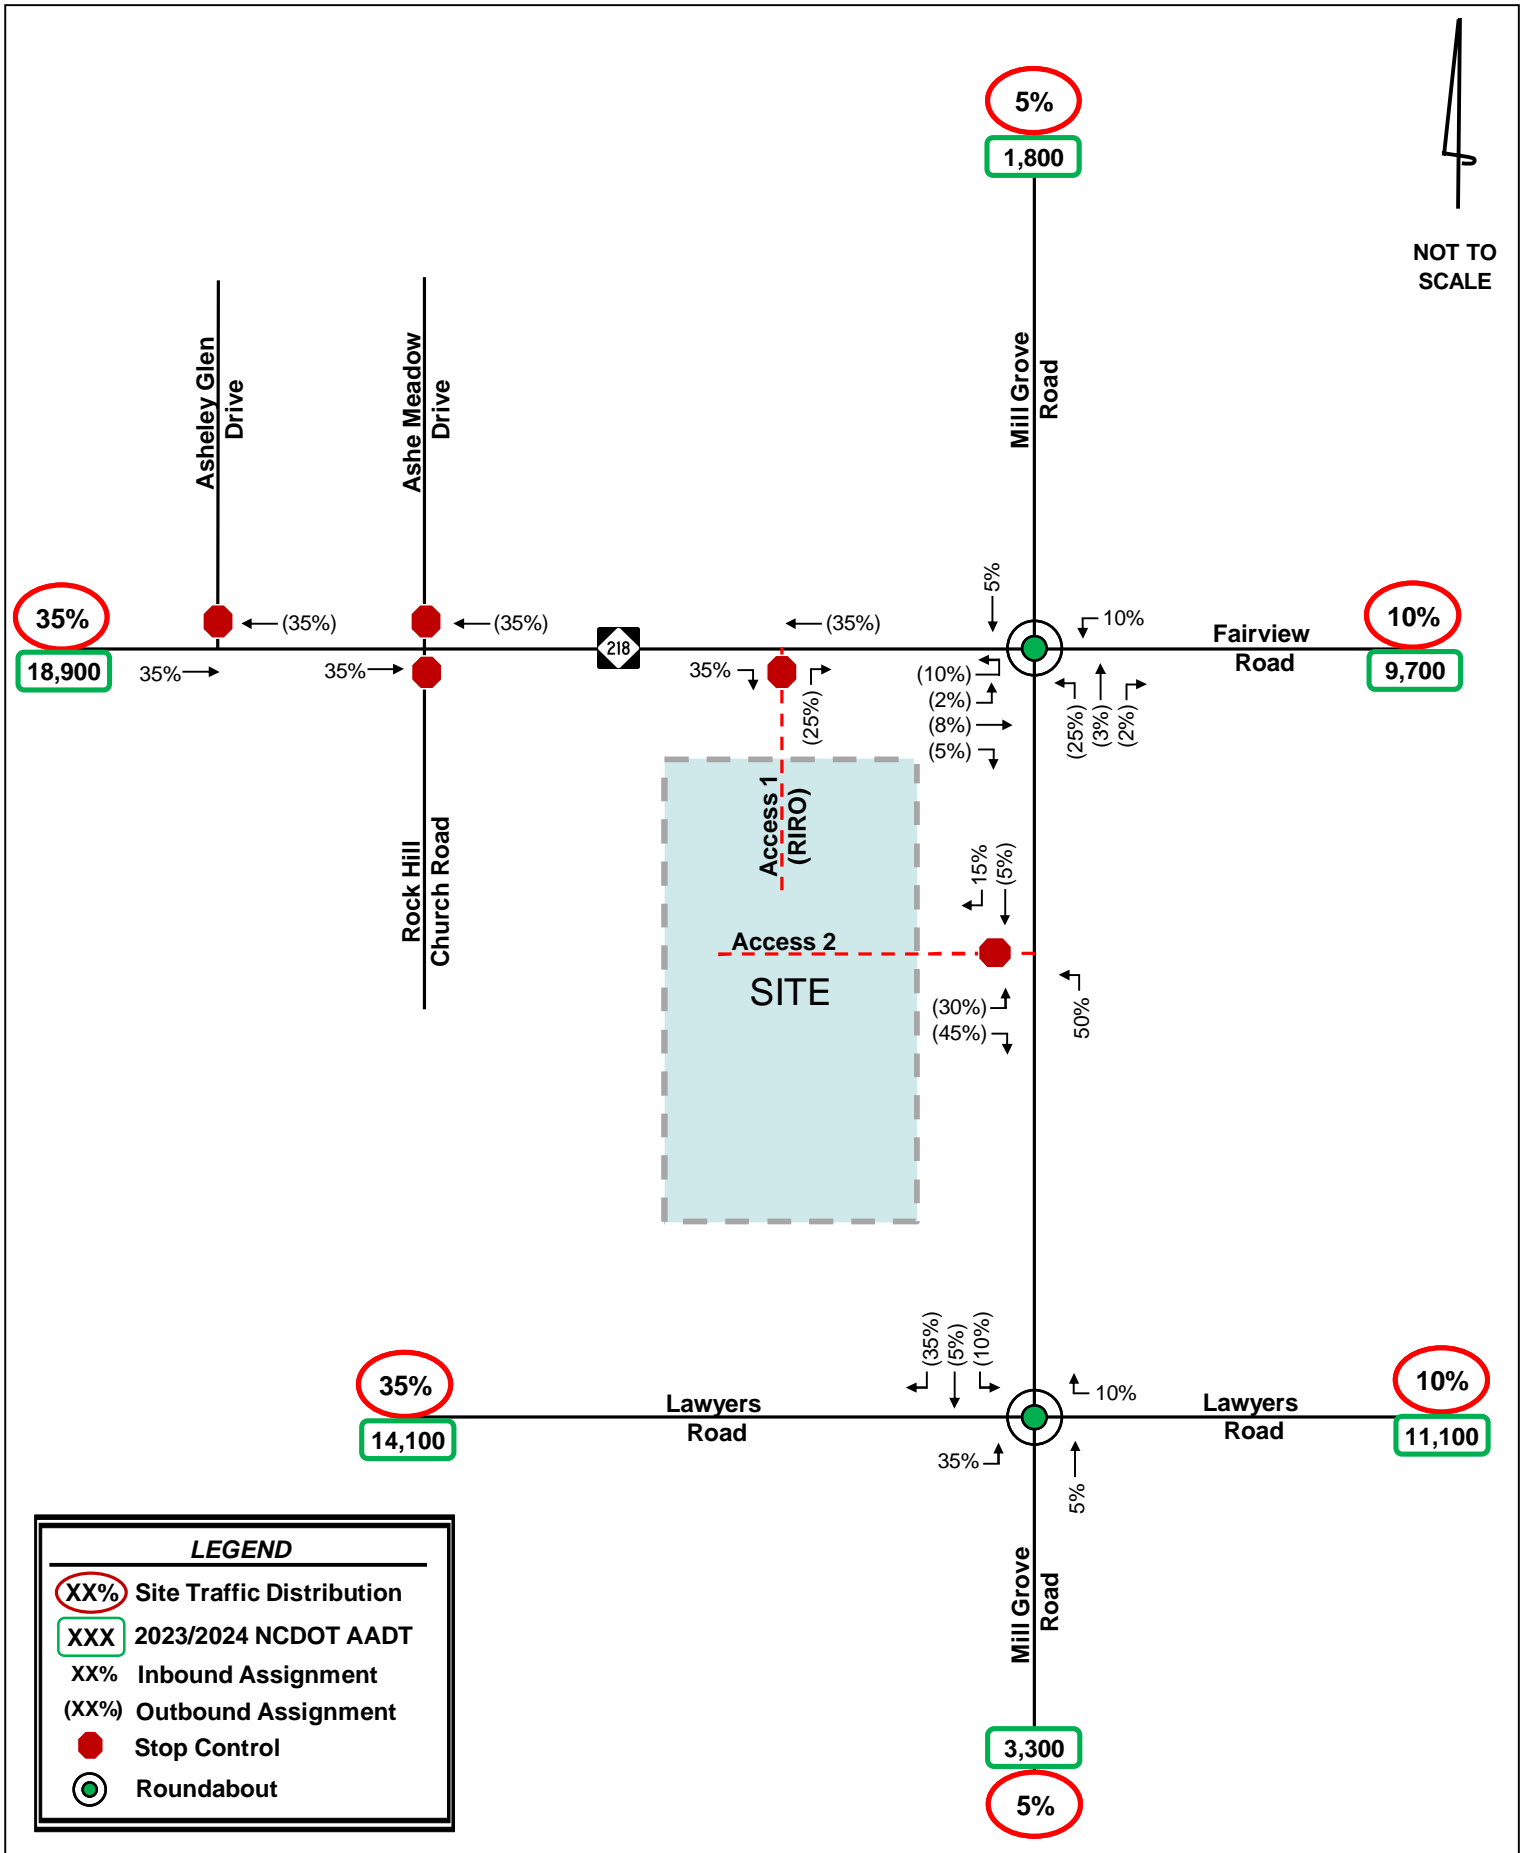 5%
1,800
NOT TO
SCALE
Asheley Glen
Drive
Ashe Meadow
Drive
Mill Grove
Road
35%
18,900
(35%)
(35%)
(35%)
35%
35%
218
35%
(25%)
5%
10%
Fairview
Road
10%
9,700
(10%)
(2%)
(8%)
(5%)
(25%)
(3%)
(2%)
Access 1
(RIRO)
Rock Hill
Church Road
15%
(5%)
Access 2
SITE
(30%)
(45%)
50%
(35%)
(5%)
(10%)
35%
14,100
Lawyers
Road
10%
Lawyers
Road
10%
11,100
35%
5%
Mill Grove
Road
3,300
5%
LEGEND
XX% Site Traffic Distribution
XXX 2023/2024 NCDOT AADT
XX% Inbound Assignment
(XX%) Outbound Assignment
Stop Control
Roundabout